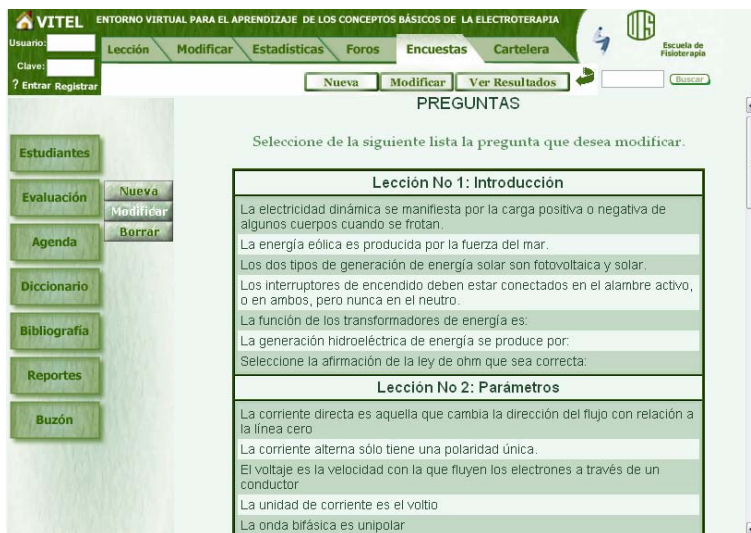 VITEL ENTORNO VIRTUAL PARA EL APRENDIZAJE DE LOS CONCEPTOS BÁSICOS DE LA ELECTROTERAPIA
UIS
Usuario:
Clave:
? Entrar Registrar
Lección Modificar Estadísticas Foros Encuestas Cartelera
Escuela de
Fisioterapia
Nueva Modificar Ver Resultados
Buscar
PREGUNTAS
Seleccione de la siguiente lista la pregunta que desea modificar.
Estudiantes
Evaluación
Agenda
Diccionario
Bibliografía
Reportes
Buzón
Nueva
Modificar
Borrar
Lección No 1: Introducción
La electricidad dinámica se manifiesta por la carga positiva o negativa de
algunos cuerpos cuando se frotan.
La energía eólica es producida por la fuerza del mar.
Los dos tipos de generación de energía solar son fotovoltaica y solar.
Los interruptores de encendido deben estar conectados en el alambre activo,
o en ambos, pero nunca en el neutro.
La función de los transformadores de energía es:
La generación hidroeléctrica de energía se produce por:
Seleccione la afirmación de la ley de ohm que sea correcta:
Lección No 2: Parámetros
La corriente directa es aquella que cambia la dirección del flujo con relación a
la línea cero
La corriente alterna sólo tiene una polaridad única.
El voltaje es la velocidad con la que fluyen los electrones a través de un
conductor
La unidad de corriente es el voltio
La onda bifásica es unipolar